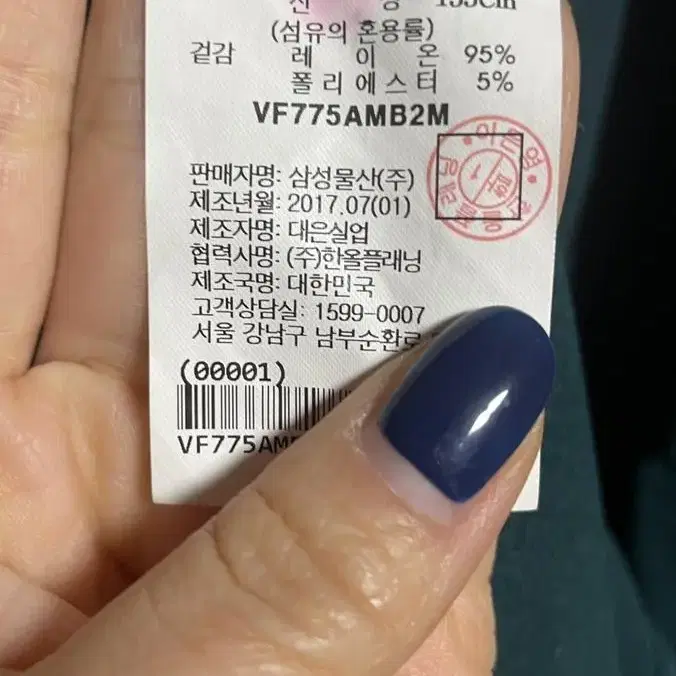 155cm
(섬유의 혼용률)
겉감 레이온 95%
폴리에스터 5%
VF775AMB2M
판매자명: 삼성물산(주)
제조년월: 2017.07(01)
제조자명: 대은실업
협력사명: (주)한올플래닝
제조국명: 대한민국
고객상담실: 1599-0007
서울 강남구 남부순환로
(00001)
VF775AM
이은영